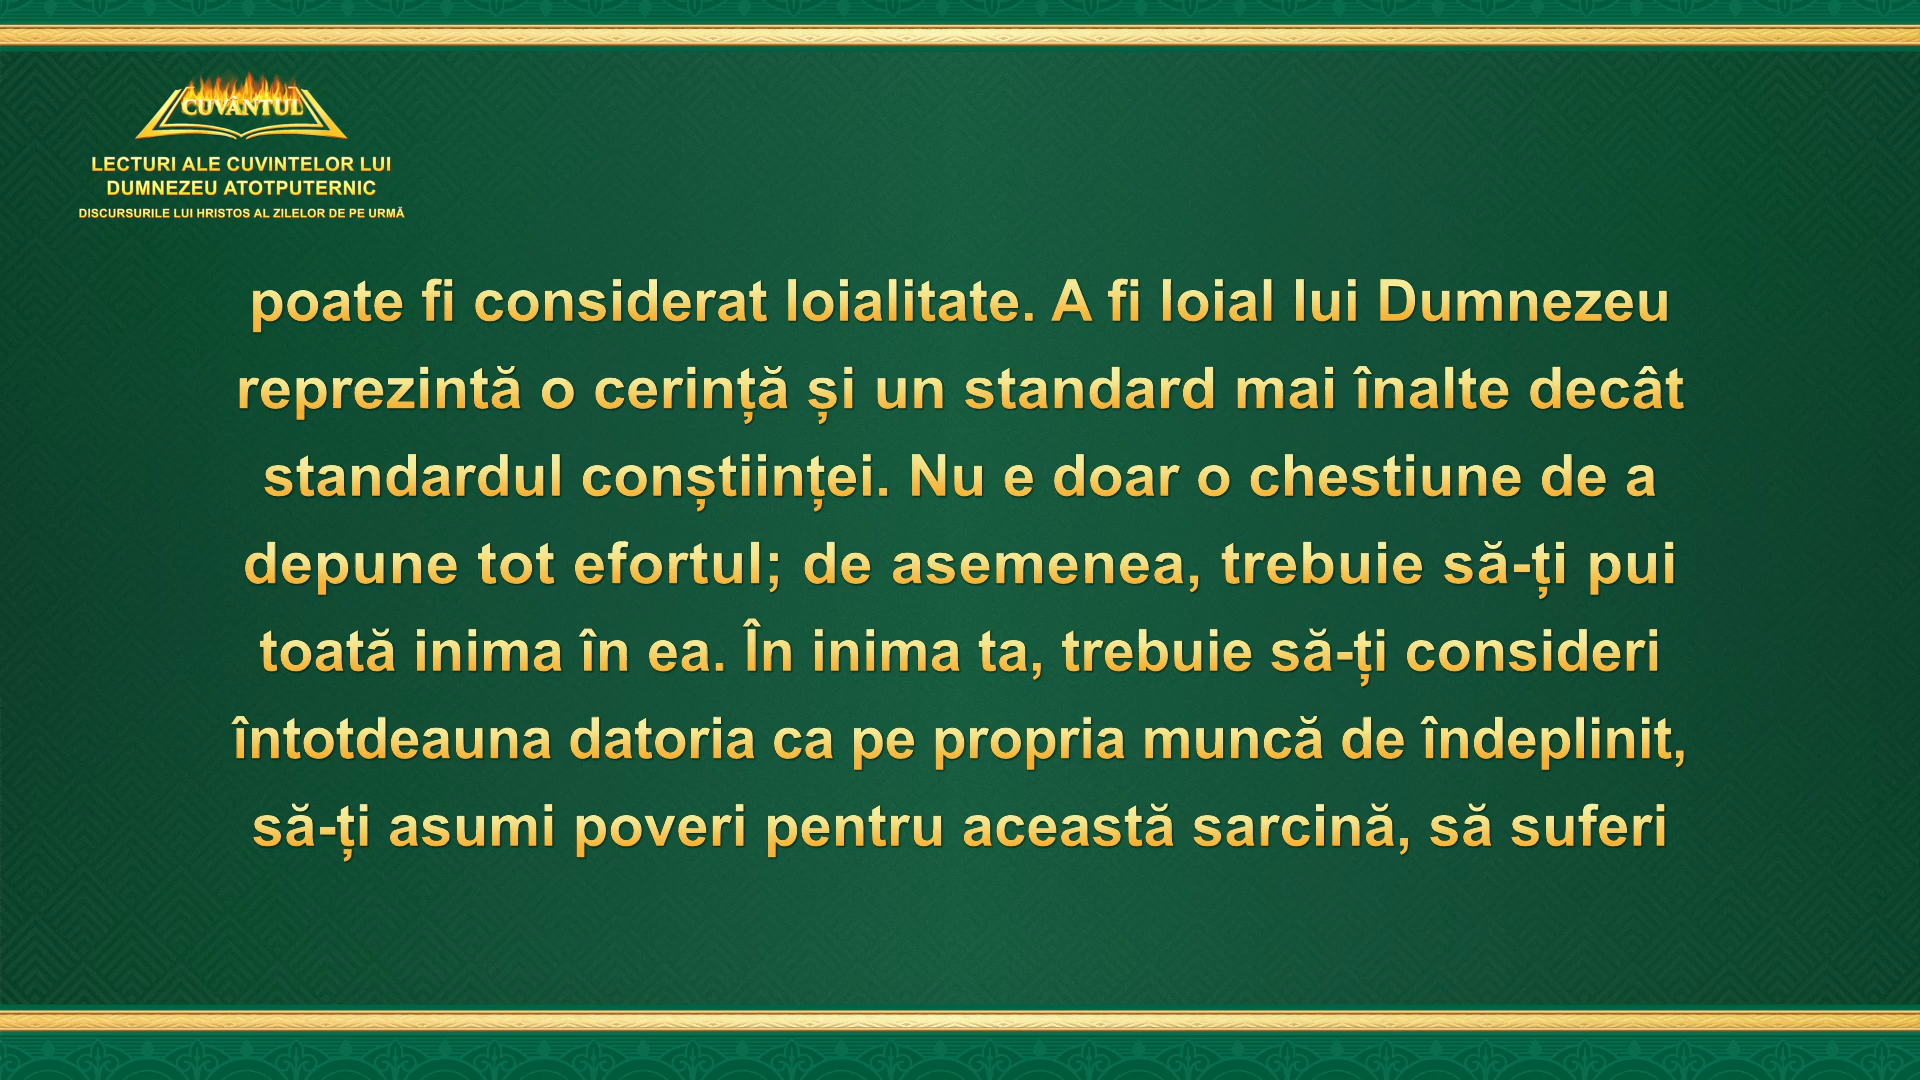 CUVÂNTUL
LECTURI ALE CUVINTELOR LUI
DUMNEZEU ATOTPUTERNIC
DISCURSURILE LUI HRISTOS AL ZILELOR DE PE URMĂ
poate fi considerat loialitate. A fi loial lui Dumnezeu
reprezintă o cerință și un standard mai înalte decât
standardul conștiinței. Nu e doar o chestiune de a
depune tot efortul; de asemenea, trebuie să-ți pui
toată inima în ea. În inima ta, trebuie să-ți consideri
întotdeauna datoria ca pe propria muncă de îndeplinit,
să-ți asumi poveri pentru această sarcină, să suferi